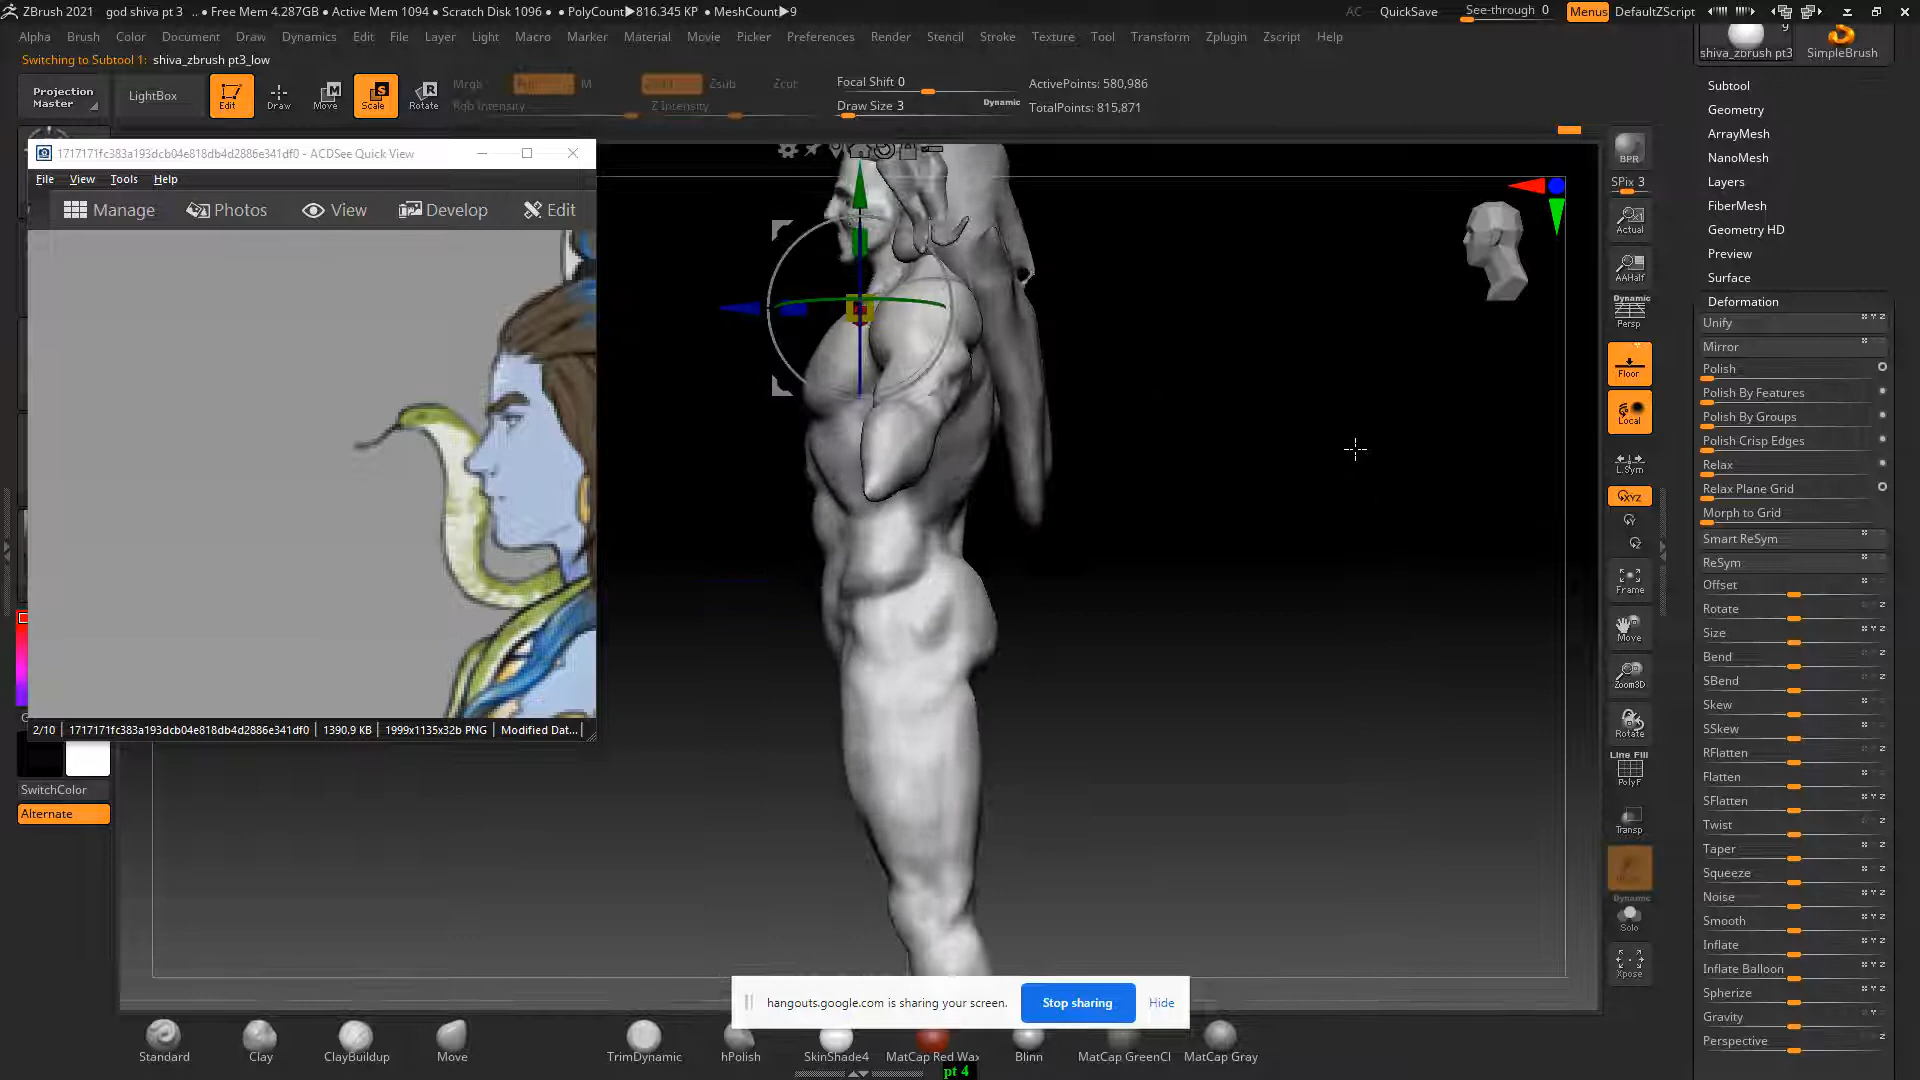 ZBrush 2021 god shiva pt 3 .. • Free Mem 4.287GB • Active Mem 1094 • Scratch Disk 1096 • • PolyCount▶816.345 KP • MeshCount▶9 AC QuickSave See-through 0 Menus DefaultZScript
Alpha Brush Color Document Draw Dynamics Edit File Layer Light Macro Marker Material Movie Picker Preferences Render Stencil Stroke Texture Tool Transform Zplugin Zscript Help
9
shiva_zbrush pt3 SimpleBrush
Switching to Subtool 1: shiva_zbrush pt3_low
Projection Master
LightBox
Edit Draw Move Scale Rotate
Mrgb M Zsub Zcut
Rgb Intensity Z Intensity
Focal Shift 0
Draw Size 3 Dynamic
ActivePoints: 580,986
TotalPoints: 815,871
1717171fc383a193dcb04e818db4d2886e341df0 - ACDSee Quick View
File View Tools Help
Manage Photos View Develop Edit
2/10 1717171fc383a193dcb04e818db4d2886e341df0 1390.9 KB 1999x1135x32b PNG Modified Dat...
SwitchColor
Alternate
BPR
SPix 3
Actual
AAHalf
Dynamic
Persp
Floor
Local
L.Sym
XYZ
Frame
Move
Zoom3D
Rotate
Line Fill
PolyF
Transp
Dynamic
Solo
Xpose
Subtool
Geometry
ArrayMesh
NanoMesh
Layers
FiberMesh
Geometry HD
Preview
Surface
Deformation
Unify
Mirror
Polish
Polish By Features
Polish By Groups
Polish Crisp Edges
Relax
Relax Plane Grid
Morph to Grid
Smart ReSym
ReSym
Offset
Rotate
Size
Bend
SBend
Skew
SSkew
RFlatten
Flatten
SFlatten
Twist
Taper
Squeeze
Noise
Smooth
Inflate
Inflate Balloon
Spherize
Gravity
Perspective
hangouts.google.com is sharing your screen. Stop sharing Hide
Standard Clay ClayBuildup Move TrimDynamic hPolish SkinShade4 MatCap Red Wax Blinn MatCap GreenCl MatCap Gray
pt 4